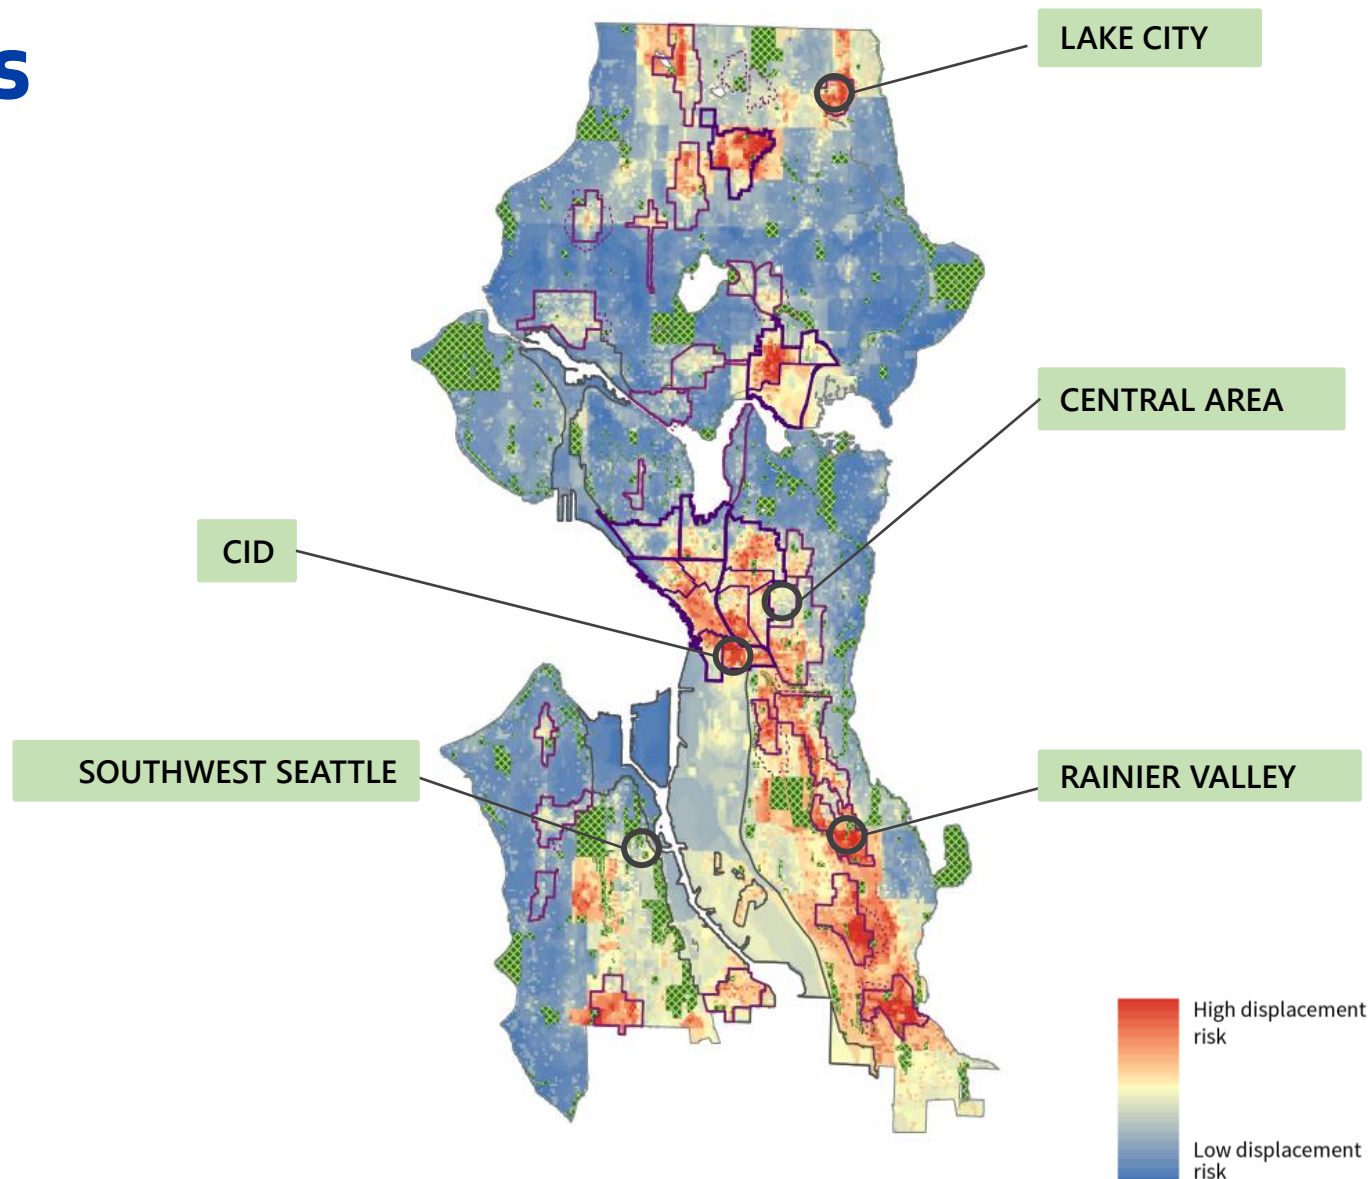 s
LAKE CITY
CENTRAL AREA
CID
SOUTHWEST SEATTLE
RAINIER VALLEY
High displacement
risk
Low displacement
risk